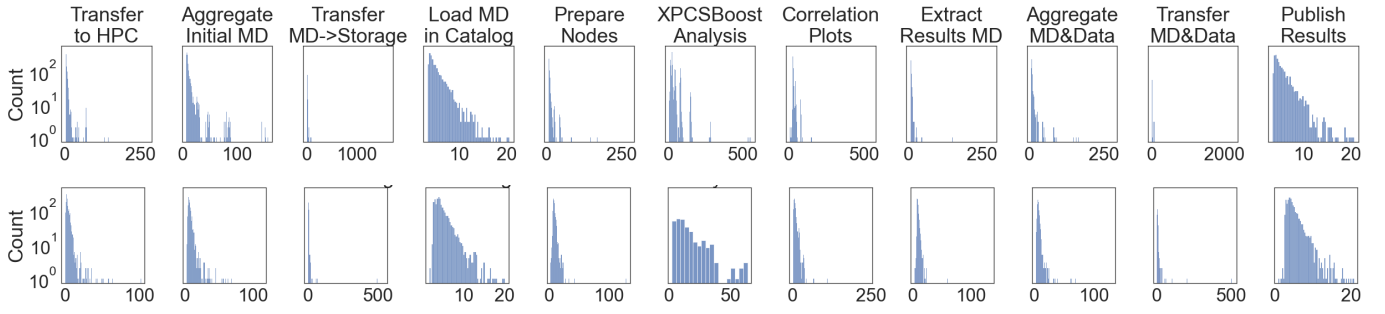 Transfer to HPC
Aggregate Initial MD
Transfer MD->Storage
Load MD in Catalog
Prepare Nodes
XPCSBoost Analysis
Correlation Plots
Extract Results MD
Aggregate MD&Data
Transfer MD&Data
Publish Results
Count
10²
10¹
10⁰
0 250
0 100
0 1000
10 20
0 250
0 500
0 500
0 250
0 250
0 2000
10 20
Count
10²
10¹
10⁰
0 100
0 100
0 500
10 20
0 100
0 50
0 250
0 100
0 100
0 500
0 10 20